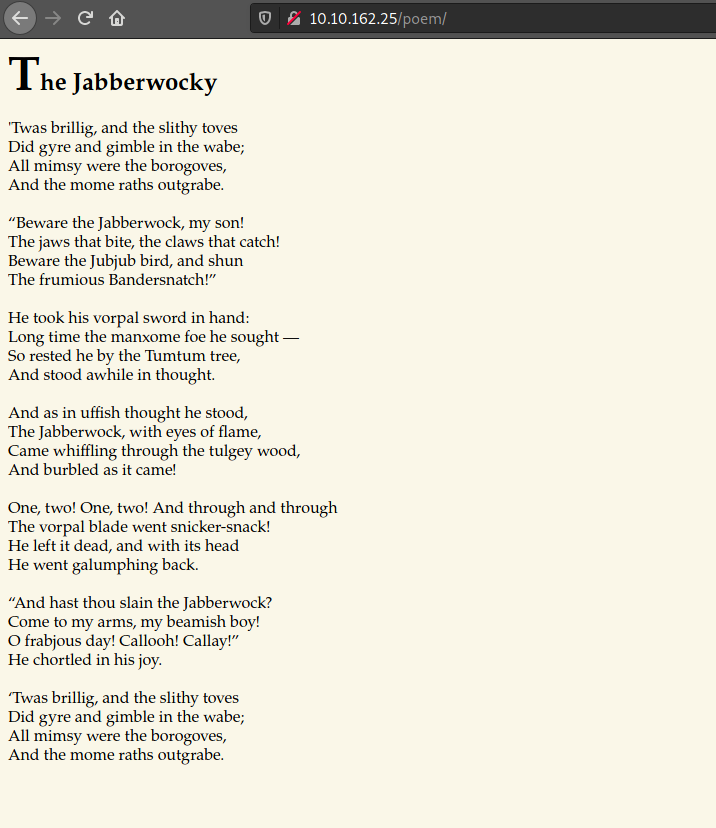 10.10.162.25/poem/
The Jabberwocky
'Twas brillig, and the slithy toves
Did gyre and gimble in the wabe;
All mimsy were the borogoves,
And the mome raths outgrabe.
“Beware the Jabberwock, my son!
The jaws that bite, the claws that catch!
Beware the Jubjub bird, and shun
The frumious Bandersnatch!”
He took his vorpal sword in hand:
Long time the manxome foe he sought —
So rested he by the Tumtum tree,
And stood awhile in thought.
And as in uffish thought he stood,
The Jabberwock, with eyes of flame,
Came whiffling through the tulgey wood,
And burbled as it came!
One, two! One, two! And through and through
The vorpal blade went snicker-snack!
He left it dead, and with its head
He went galumphing back.
“And hast thou slain the Jabberwock?
Come to my arms, my beamish boy!
O frabjous day! Callooh! Callay!”
He chortled in his joy.
‘Twas brillig, and the slithy toves
Did gyre and gimble in the wabe;
All mimsy were the borogoves,
And the mome raths outgrabe.